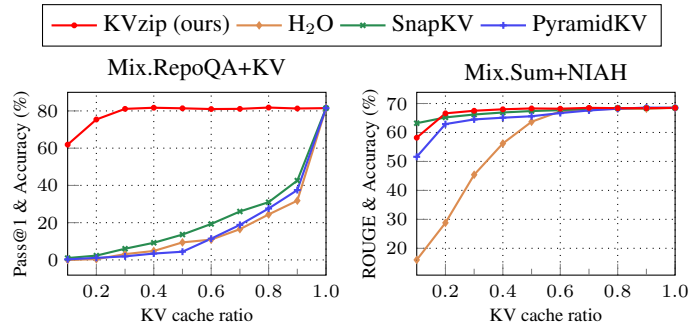 KVzip (ours) H₂O SnapKV PyramidKV
Mix.RepoQA+KV
Pass@1 & Accuracy (%)
80
60
40
20
0
0.2 0.4 0.6 0.8 1.0
KV cache ratio
Mix.Sum+NIAH
ROUGE & Accuracy (%)
70
60
50
40
30
20
0.2 0.4 0.6 0.8 1.0
KV cache ratio